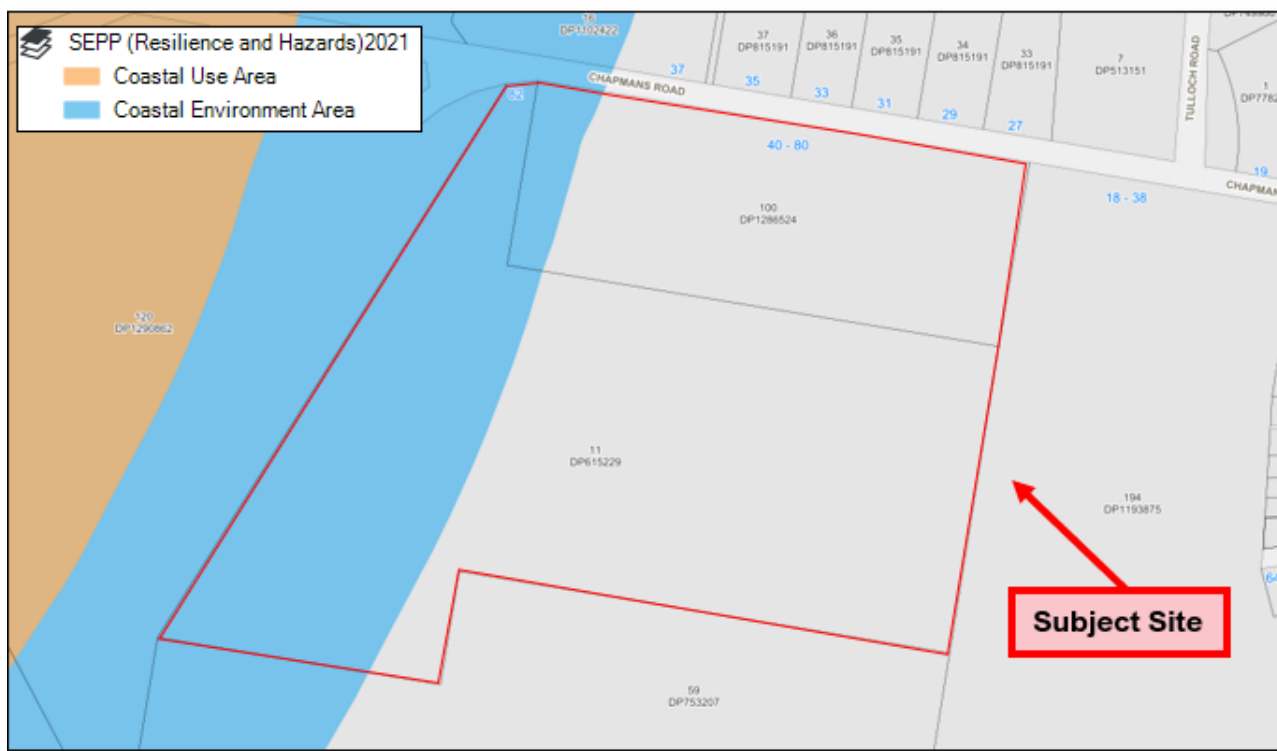 SEPP (Resilience and Hazards)2021
Coastal Use Area
Coastal Environment Area
16
DP1102422
37
DP815191
36
DP815191
35
DP815191
34
DP815191
33
DP815191
7
DP513151
TULLOCH ROAD
1
CHAPMANS ROAD
37
35
33
31
29
27
19
62
40 - 80
18 - 38
100
DP1286524
120
DP1290862
11
DP615229
194
DP1193875
Subject Site
59
DP753207